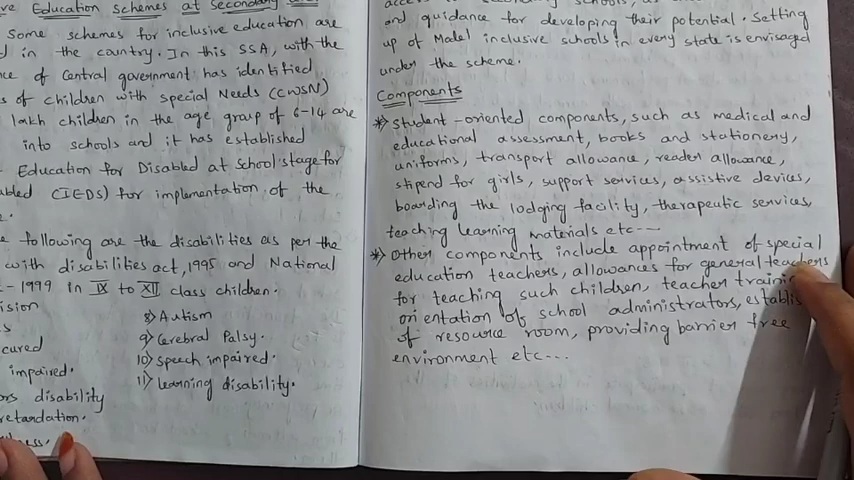 ve Education schemes at Secondary
Some schemes for inclusive education are
in the country. In this SSA, with the
ce of Central government has identified
s of children with special Needs (CWSN)
lakh children in the age group of 6-14 are
into schools and it has established
Education for Disabled at School stage for
abled (IEDS) for implementation of the
e following are the disabilities as per the
with disabilities act, 1995 and National
- 1999 in IX to XII class children.
ision
cured
impaired.
ors disability
retardation.
8) Autism
9) Cerebral Palsy.
10) Speech impaired.
11) Learning disability.
and guidance for developing their potential. Setting
up of Model inclusive schools in every state is envisaged
under the scheme.
Components
* Student-oriented components, such as medical and
educational assessment, books and stationery,
uniforms, transport allowance, reader allowance,
stipend for girls, support services, assistive devices,
boarding the lodging facility, therapeutic services,
teaching learning materials etc---
* Other components include appointment of special
education teachers, allowances for general teachers
for teaching such children, teacher training
orientation of school administrators, establis
of resource room, providing barrier free
environment etc...